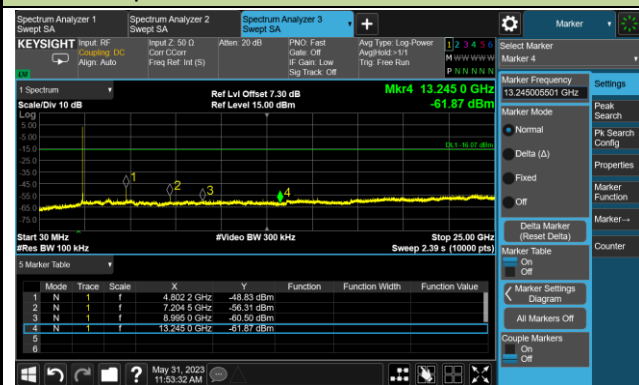 Spectrum Analyzer 1
Swept SA
Spectrum Analyzer 2
Swept SA
Spectrum Analyzer 3
Swept SA
Marker
KEYSIGHT
Input: RF
Coupling: DC
Align: Auto
Input Z: 50 Ω
Corr CCorr
Freq Ref: Int (S)
Atten: 20 dB
PNO: Fast
Gate: Off
IF Gain: Low
Sig Track: Off
Avg Type: Log-Power
Avg|Hold:>1/1
Trig: Free Run
1 2 3 4 5 6
M W W W W W
P N N N N N
Select Marker
Marker 4
Marker Frequency
13.245005501 GHz
Settings
Peak
Search
Pk Search
Config
Properties
Marker
Function
Marker→
Counter
Marker Mode
Normal
Delta (Δ)
Fixed
Off
Delta Marker
(Reset Delta)
Marker Table
On
Off
Marker Settings
Diagram
All Markers Off
Couple Markers
On
Off
1 Spectrum
Scale/Div 10 dB
Ref Lvl Offset 7.30 dB
Ref Level 15.00 dBm
Mkr4 13.245 0 GHz
-61.87 dBm
Log
5.00
-5.00
-15.0
-25.0
-35.0
-45.0
-55.0
-65.0
-75.0
DL1 -16.07 dBm
1
2
3
4
Start 30 MHz
#Res BW 100 kHz
#Video BW 300 kHz
Stop 25.00 GHz
Sweep 2.39 s (10000 pts)
5 Marker Table
Mode Trace Scale X Y Function Function Width Function Value
1 N 1 f 4.802 2 GHz -48.83 dBm
2 N 1 f 7.204 5 GHz -56.31 dBm
3 N 1 f 8.995 0 GHz -60.50 dBm
4 N 1 f 13.245 0 GHz -61.87 dBm
5
6
?
May 31, 2023
11:53:32 AM